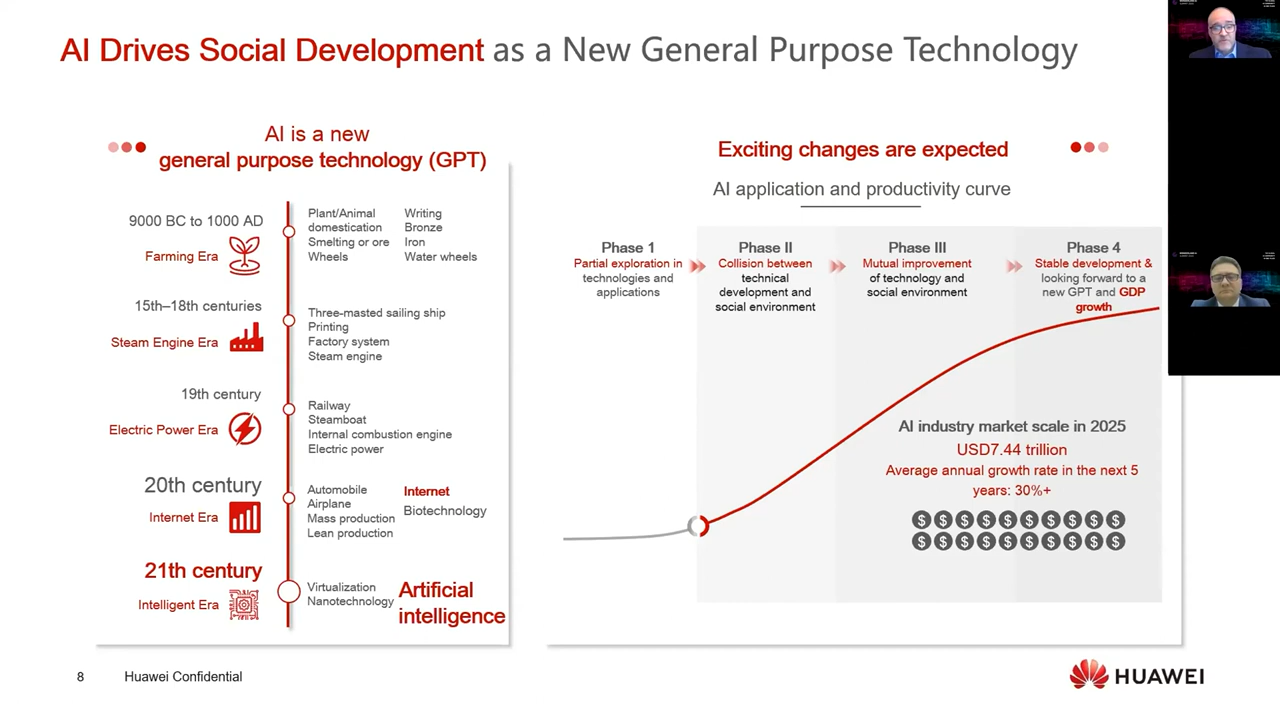 AI Drives Social Development as a New General Purpose Technology
AI is a new
general purpose technology (GPT)
9000 BC to 1000 AD
Farming Era
Plant/Animal
domestication
Smelting or ore
Wheels
Writing
Bronze
Iron
Water wheels
15th–18th centuries
Steam Engine Era
Three-masted sailing ship
Printing
Factory system
Steam engine
19th century
Electric Power Era
Railway
Steamboat
Internal combustion engine
Electric power
20th century
Internet Era
Automobile
Airplane
Mass production
Lean production
Internet
Biotechnology
21th century
Intelligent Era
Virtualization
Nanotechnology
Artificial
intelligence
Exciting changes are expected
AI application and productivity curve
Phase 1
Partial exploration in
technologies and
applications
Phase II
Collision between
technical
development and
social environment
Phase III
Mutual improvement
of technology and
social environment
Phase 4
Stable development &
looking forward to a
new GPT and GDP
growth
AI industry market scale in 2025
USD7.44 trillion
Average annual growth rate in the next 5
years: 30%+
$ $ $ $ $ $ $ $ $ $
$ $ $ $ $ $ $ $ $ $
8
Huawei Confidential
HUAWEI